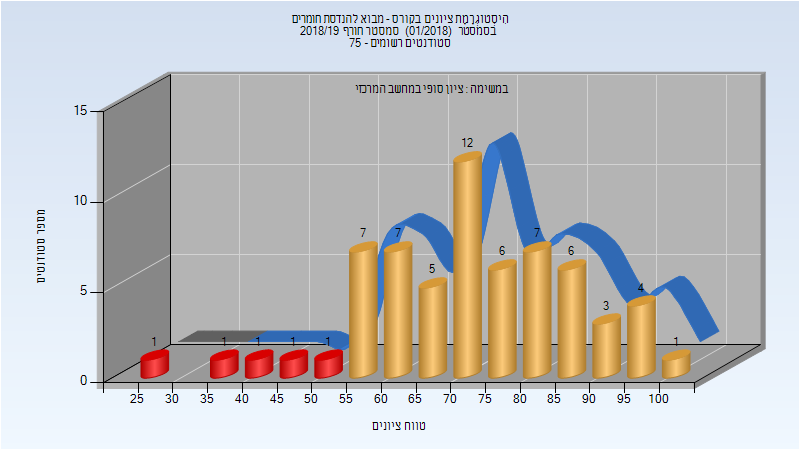 היסטוגרמת ציונים בקורס - מבוא להנדסת חומרים
בסמסטר (01/2018) סמסטר חורף 2018/19
סטודנטים רשומים - 75
במשימה : ציון סופי במחשב המרכזי
מספר סטודנטים
15
10
5
0
1
1
1
1
1
7
7
5
12
6
7
6
3
4
1
25 30 35 40 45 50 55 60 65 70 75 80 85 90 95 100
טווח ציונים